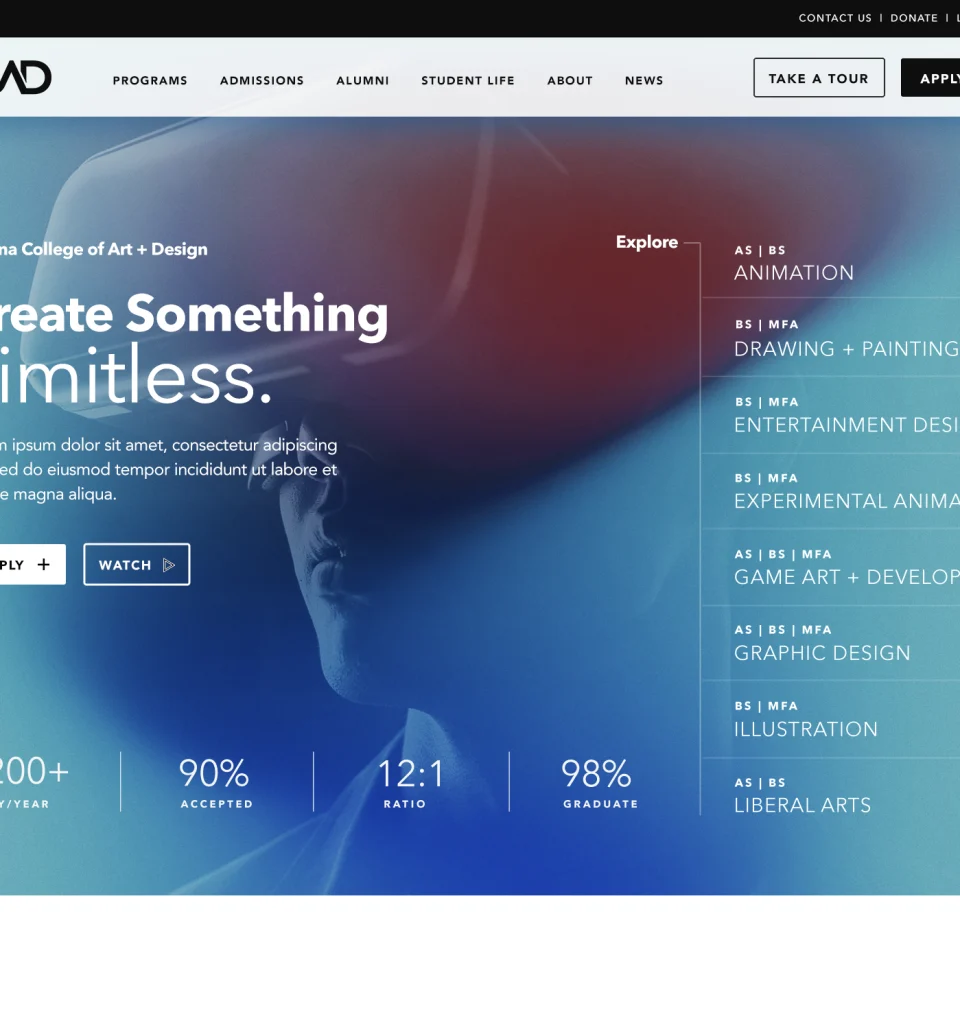 CONTACT US | DONATE |
AD
PROGRAMS ADMISSIONS ALUMNI STUDENT LIFE ABOUT NEWS TAKE A TOUR APPLY
na College of Art + Design
reate Something
imitless.
m ipsum dolor sit amet, consectetur adipiscing
ed do eiusmod tempor incididunt ut labore et
e magna aliqua.
PLY + WATCH
200+ 90% 12:1 98%
Y/YEAR ACCEPTED RATIO GRADUATE
Explore
AS | BS
ANIMATION
BS | MFA
DRAWING + PAINTING
BS | MFA
ENTERTAINMENT DESI
BS | MFA
EXPERIMENTAL ANIMA
AS | BS | MFA
GAME ART + DEVELOP
AS | BS | MFA
GRAPHIC DESIGN
BS | MFA
ILLUSTRATION
AS | BS
LIBERAL ARTS